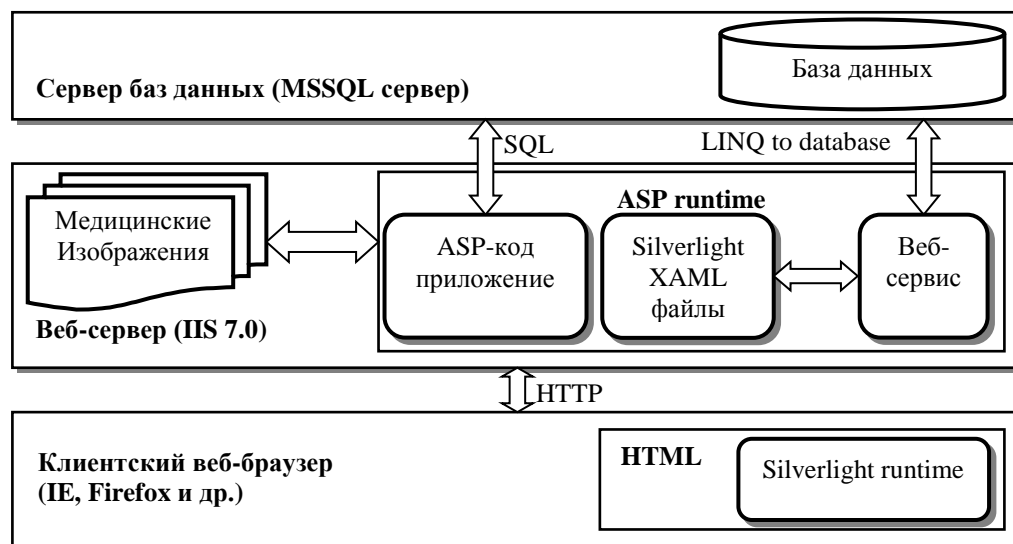 База данных
Сервер баз данных (MSSQL сервер)
SQL
LINQ to database
ASP runtime
Медицинские
Изображения
ASP-код
приложение
Silverlight
XAML
файлы
Веб-
сервис
Веб-сервер (IIS 7.0)
HTTP
Клиентский веб-браузер
(IE, Firefox и др.)
HTML
Silverlight runtime